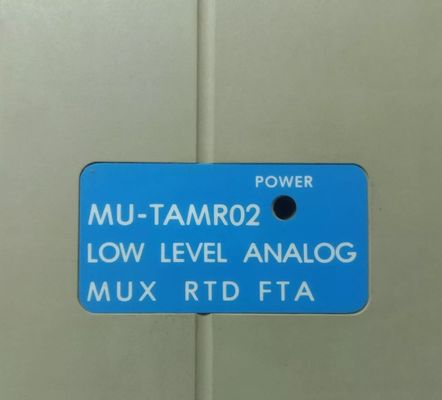 POWER
MU-TAMR02
LOW LEVEL ANALOG
MUX RTD FTA